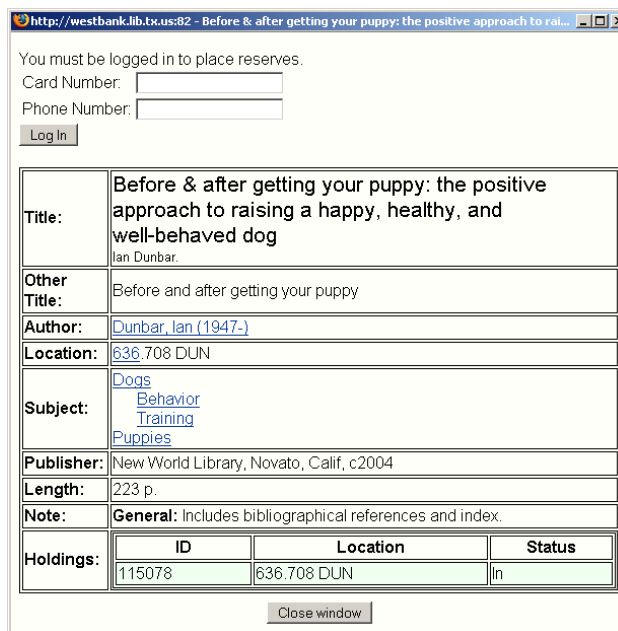 http://westbank.lib.tx.us:82 - Before & after getting your puppy: the positive approach to rai...
You must be logged in to place reserves.
Card Number:
Phone Number:
Log In
Title:
Before & after getting your puppy: the positive
approach to raising a happy, healthy, and
well-behaved dog
Ian Dunbar.
Other
Title:
Before and after getting your puppy
Author: Dunbar, Ian (1947-)
Location: 636.708 DUN
Subject:
Dogs
Behavior
Training
Puppies
Publisher: New World Library, Novato, Calif, c2004
Length: 223 p.
Note: General: Includes bibliographical references and index.
Holdings:
ID Location Status
115078 636.708 DUN In
Close window